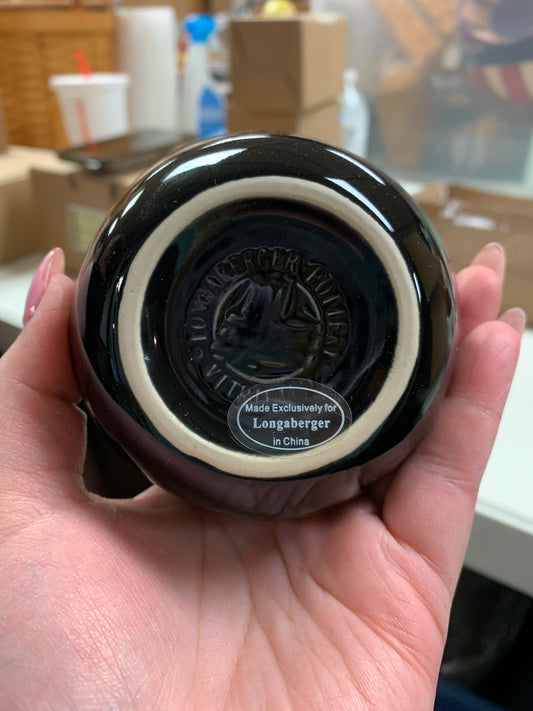 LONGABERGER POTTERY
Made Exclusively for
Longaberger
in China